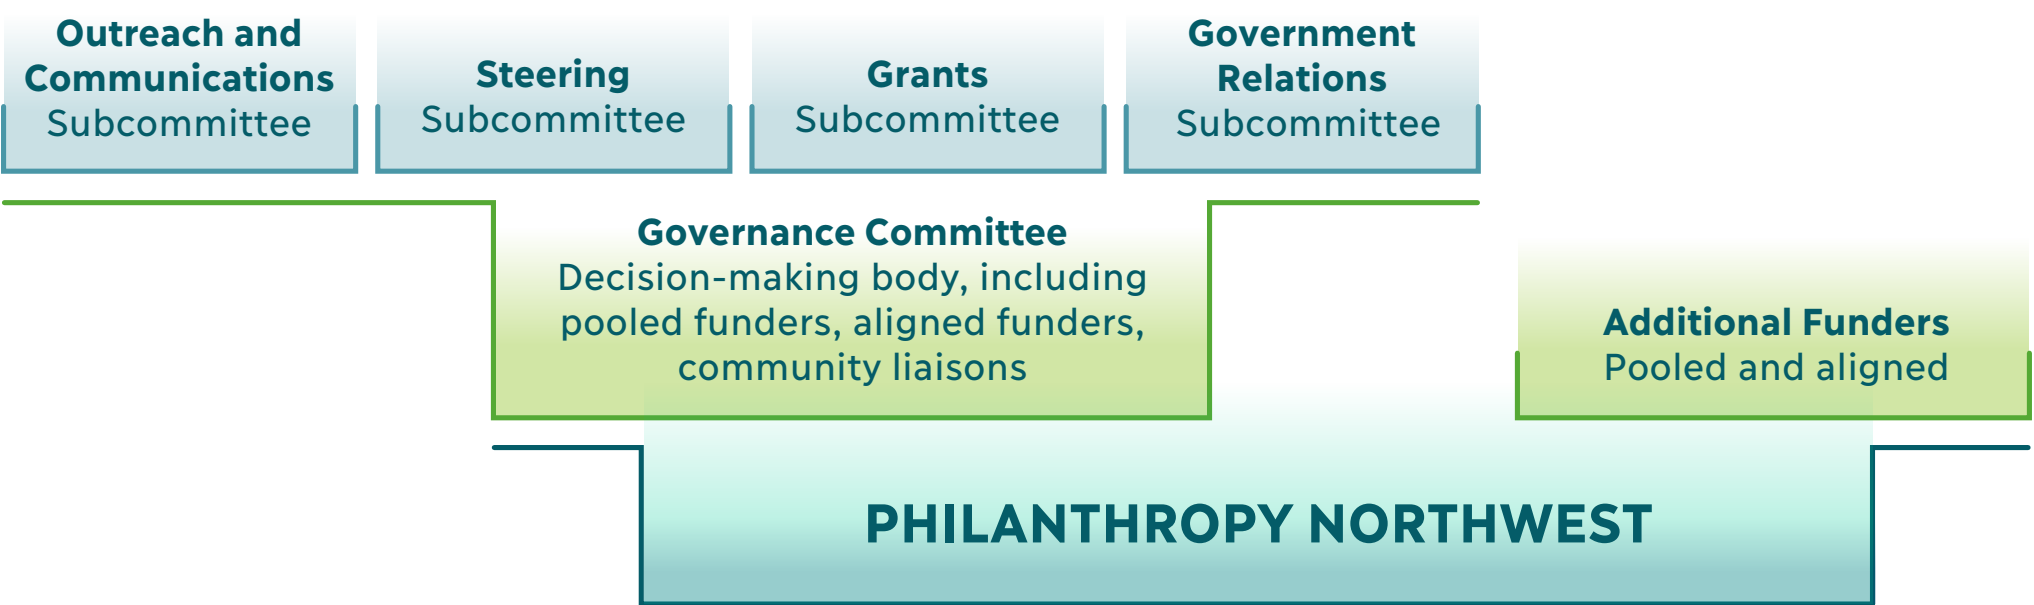 Outreach and
Communications
Subcommittee
Steering
Subcommittee
Grants
Subcommittee
Government
Relations
Subcommittee
Governance Committee
Decision-making body, including
pooled funders, aligned funders,
community liaisons
Additional Funders
Pooled and aligned
PHILANTHROPY NORTHWEST